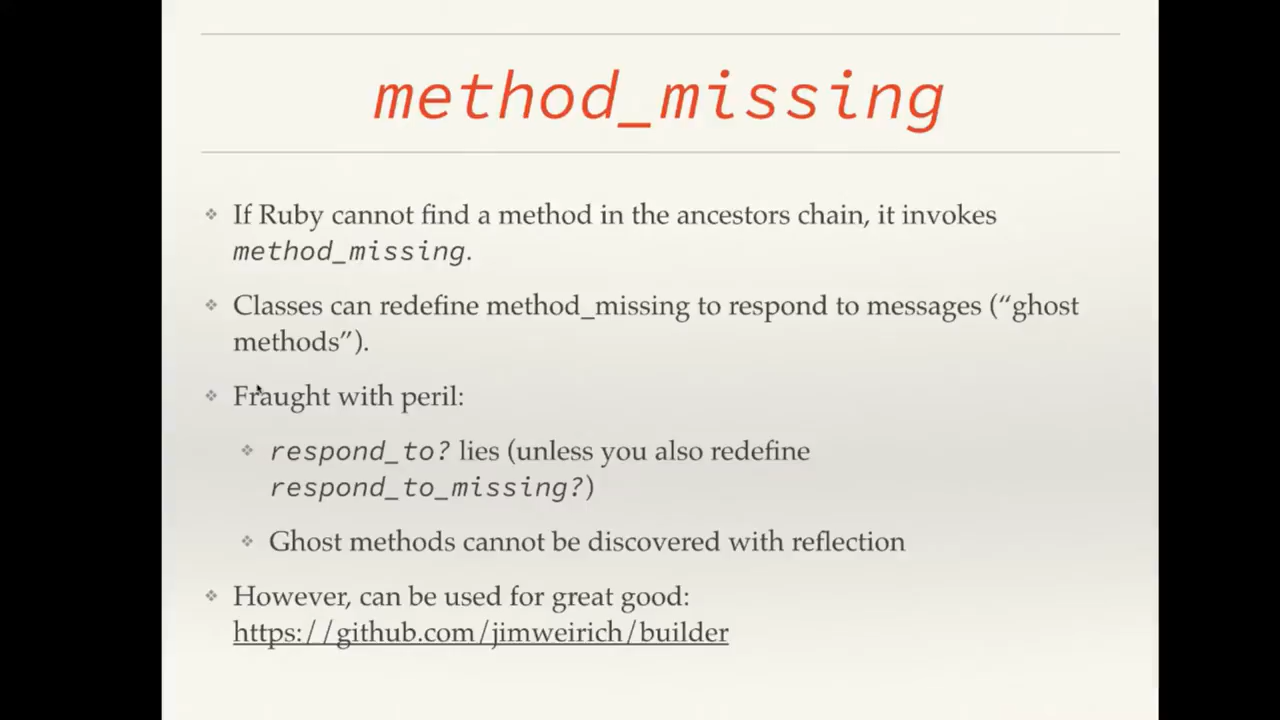 method_missing
If Ruby cannot find a method in the ancestors chain, it invokes
method_missing.
Classes can redefine method_missing to respond to messages (“ghost
methods”).
Fraught with peril:
respond_to? lies (unless you also redefine
respond_to_missing?)
Ghost methods cannot be discovered with reflection
However, can be used for great good:
https://github.com/jimweirich/builder